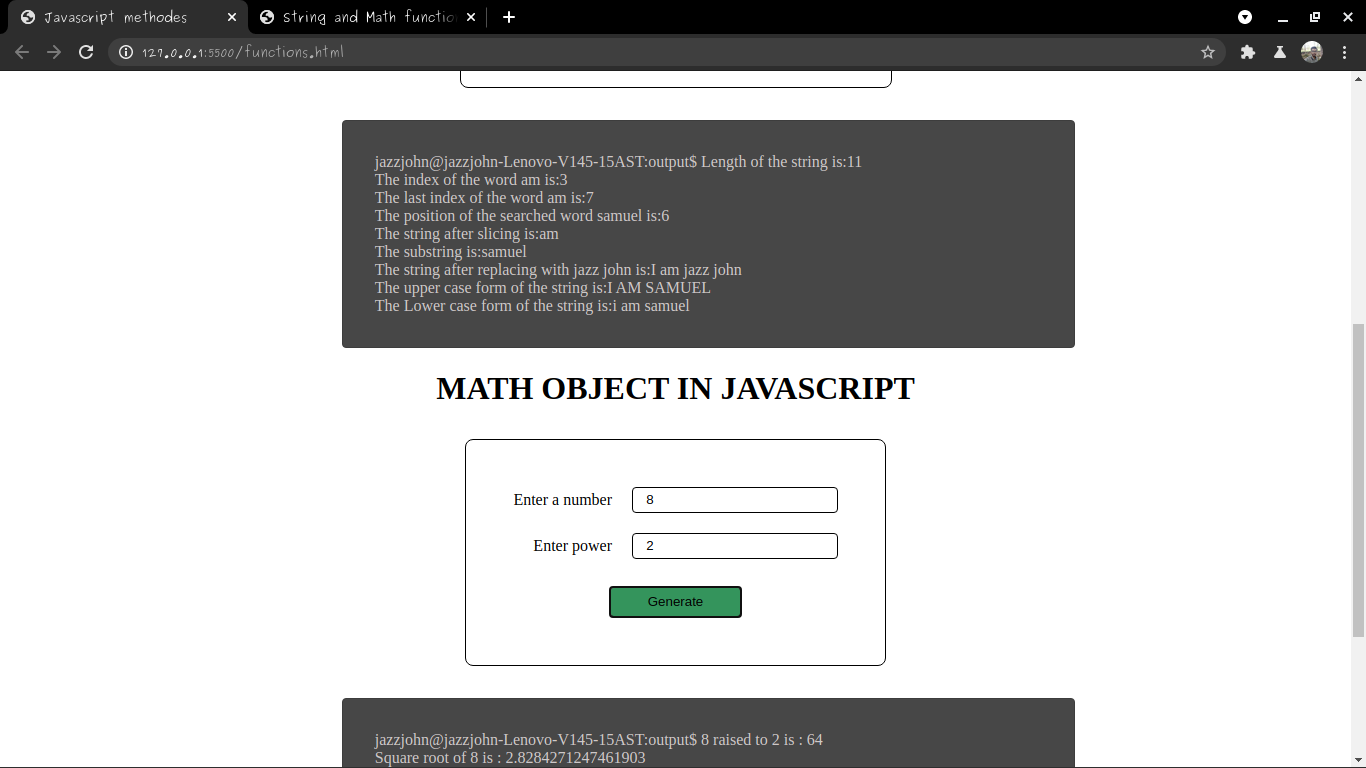 Javascript methodes
String and Math functio
127.0.0.1:5500/functions.html
jazzjohn@jazzjohn-Lenovo-V145-15AST:output$ Length of the string is:11
The index of the word am is:3
The last index of the word am is:7
The position of the searched word samuel is:6
The string after slicing is:am
The substring is:samuel
The string after replacing with jazz john is:I am jazz john
The upper case form of the string is:I AM SAMUEL
The Lower case form of the string is:i am samuel
MATH OBJECT IN JAVASCRIPT
Enter a number 8
Enter power 2
Generate
jazzjohn@jazzjohn-Lenovo-V145-15AST:output$ 8 raised to 2 is : 64
Square root of 8 is : 2.8284271247461903